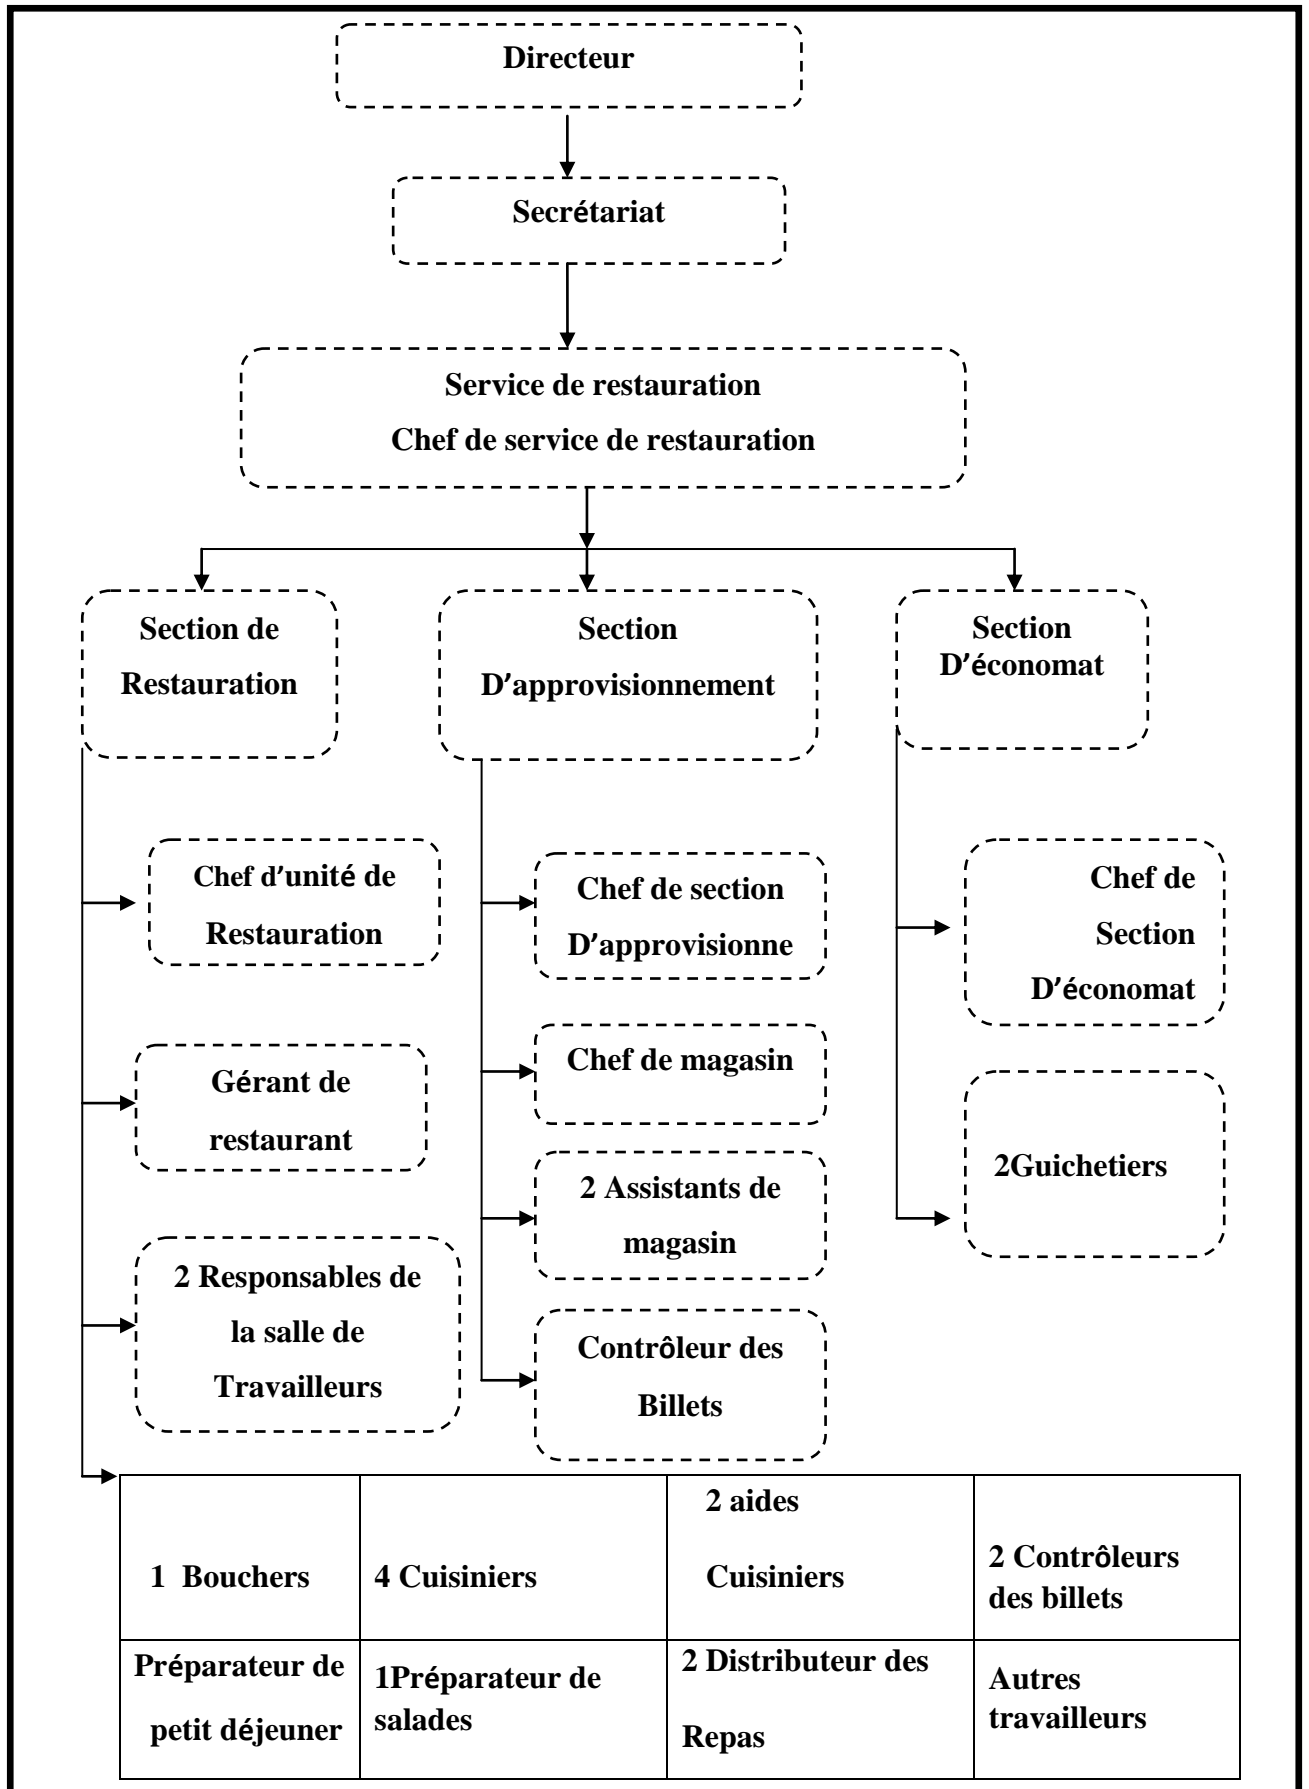 Directeur
Secrétariat
Service de restauration
Chef de service de restauration
Section de
Restauration
Section
D'approvisionnement
Section
D'économat
Chef d'unité de
Restauration
Gérant de
restaurant
2 Responsables de
la salle de
Travailleurs
Chef de section
D'approvisionne
Chef de magasin
2 Assistants de
magasin
Contrôleur des
Billets
Chef de
Section
D'économat
2Guichetiers
1 Bouchers
4 Cuisiniers
2 aides
Cuisiniers
2 Contrôleurs
des billets
Préparateur de
petit déjeuner
1Préparateur de
salades
2 Distributeur des
Repas
Autres
travailleurs